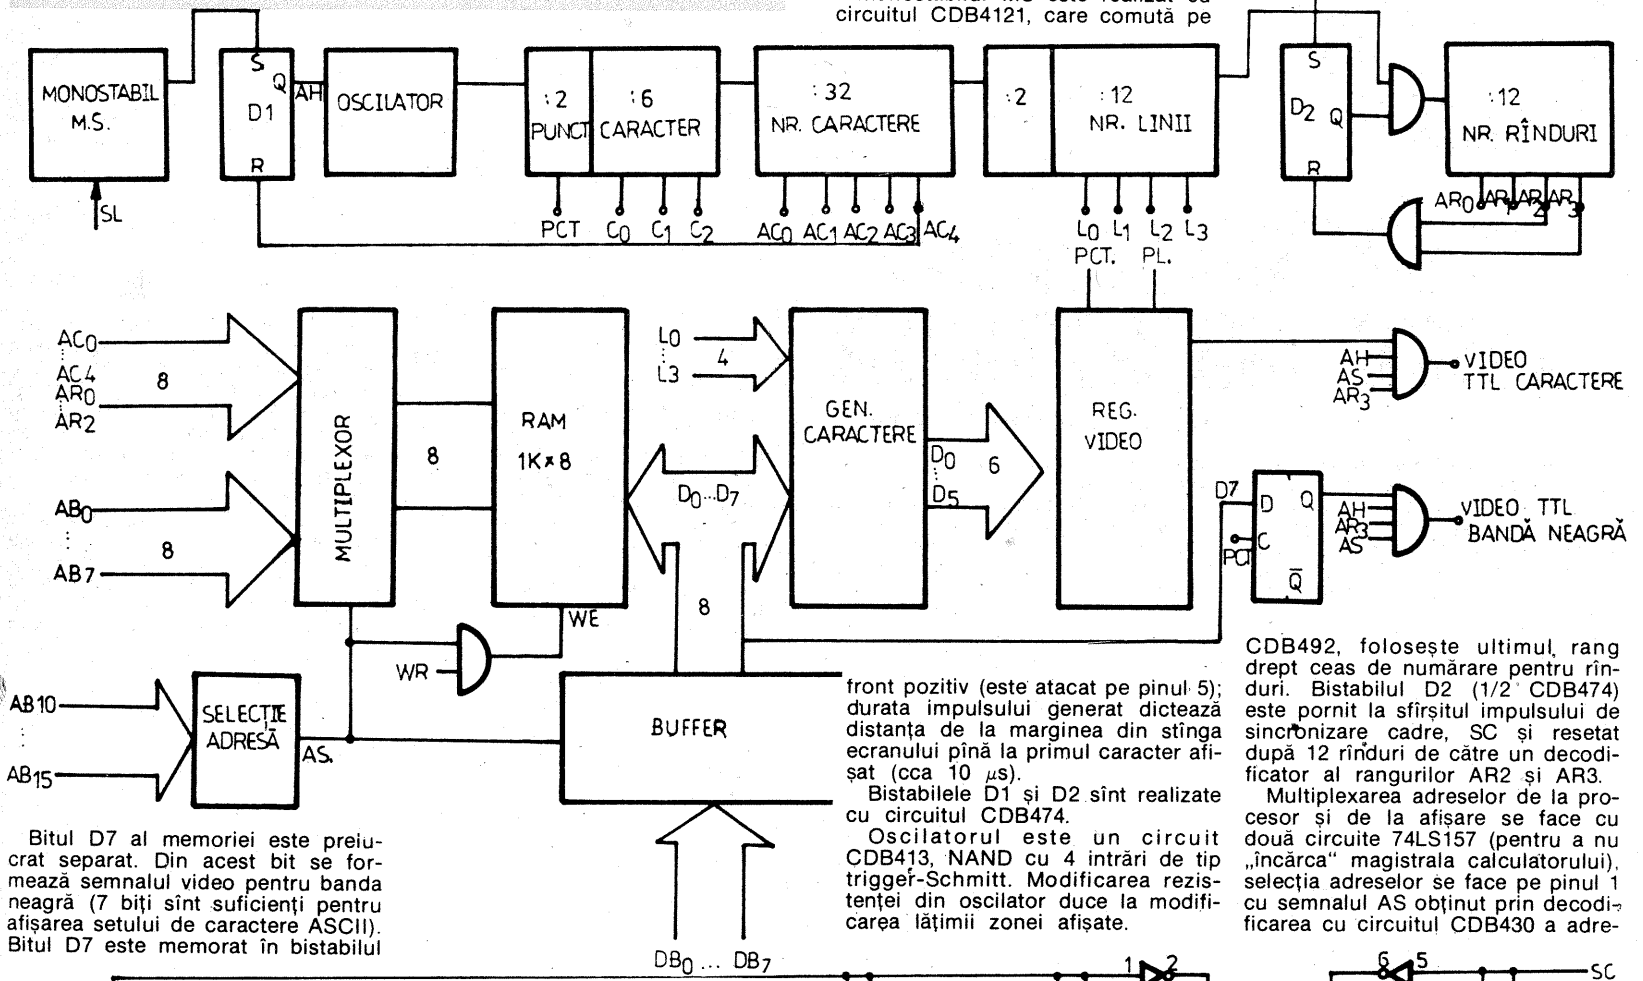 circuitul CDB4121, care comută pe
MONOSTABIL
M.S.
SL
S
Q
D1
R
AH
OSCILATOR
:2
PUNCT
:6
CARACTER
PCT C0 C1 C2
:32
NR. CARACTERE
AC0 AC1 AC2 AC3 AC4
:2
:12
NR. LINII
L0 L1 L2 L3
PCT. PL.
S
D2 Q
R
:12
NR. RÎNDURI
AR0 AR1 AR2 AR3
AC0
AC4
AR0
AR2
8
AB0
AB7
8
MULTIPLEXOR
8
RAM
1K×8
WE
WR
L0
L3
4
D0...D7
8
GEN.
CARACTERE
D0
D5
6
REG.
VIDEO
AH
AS
AR3
VIDEO
TTL CARACTERE
D7
D Q
C
PCT
Q̅
AH
AR3
AS
VIDEO TTL
BANDĂ NEAGRĂ
AB10
AB15
SELECȚIE
ADRESĂ
AS.
BUFFER
DB0 ... DB7
Bitul D7 al memoriei este prelu-
crat separat. Din acest bit se for-
mează semnalul video pentru banda
neagră (7 biți sînt suficienți pentru
afișarea setului de caractere ASCII).
Bitul D7 este memorat în bistabilul
front pozitiv (este atacat pe pinul 5);
durata impulsului generat dictează
distanța de la marginea din stînga
ecranului pînă la primul caracter afi-
șat (cca 10 μs).
Bistabilele D1 și D2 sînt realizate
cu circuitul CDB474.
Oscilatorul este un circuit
CDB413, NAND cu 4 intrări de tip
trigger-Schmitt. Modificarea rezis-
tenței din oscilator duce la modifi-
carea lățimii zonei afișate.
CDB492, folosește ultimul, rang
drept ceas de numărare pentru rîn-
duri. Bistabilul D2 (1/2 CDB474)
este pornit la sfîrșitul impulsului de
sincronizare cadre, SC și resetat
după 12 rînduri de către un decodi-
ficator al rangurilor AR2 și AR3.
Multiplexarea adreselor de la pro-
cesor și de la afișare se face cu
două circuite 74LS157 (pentru a nu
„încărca“ magistrala calculatorului),
selecția adreselor se face pe pinul 1
cu semnalul AS obținut prin decodi-
ficarea cu circuitul CDB430 a adre-
1 2
6 5
SC